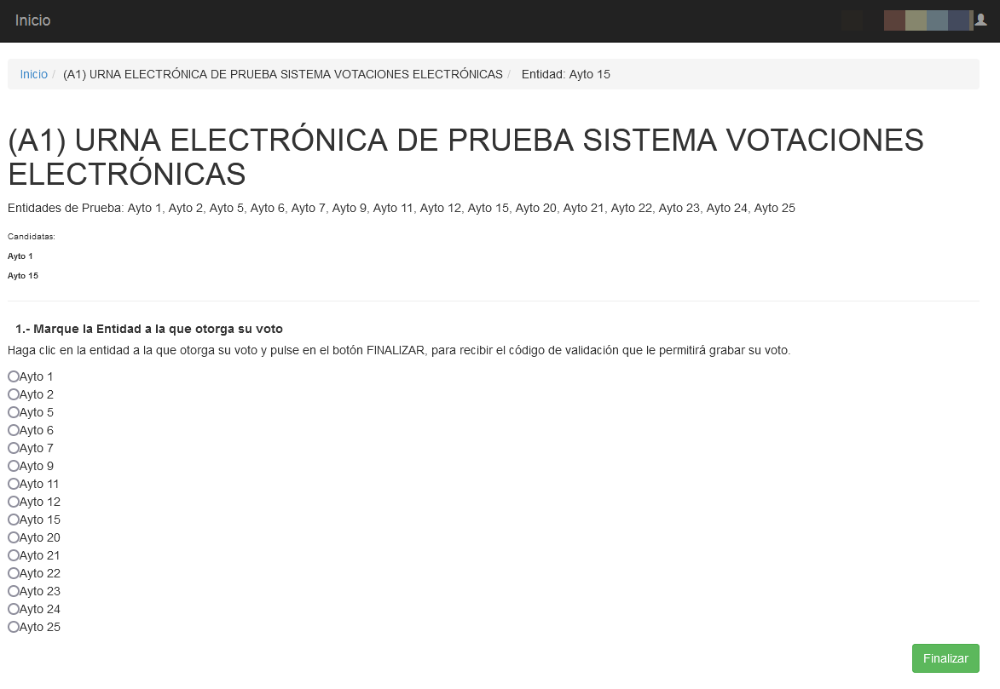 Inicio
Inicio / (A1) URNA ELECTRÓNICA DE PRUEBA SISTEMA VOTACIONES ELECTRÓNICAS / Entidad: Ayto 15
(A1) URNA ELECTRÓNICA DE PRUEBA SISTEMA VOTACIONES
ELECTRÓNICAS
Entidades de Prueba: Ayto 1, Ayto 2, Ayto 5, Ayto 6, Ayto 7, Ayto 9, Ayto 11, Ayto 12, Ayto 15, Ayto 20, Ayto 21, Ayto 22, Ayto 23, Ayto 24, Ayto 25
Candidatas:
Ayto 1
Ayto 15
1.- Marque la Entidad a la que otorga su voto
Haga clic en la entidad a la que otorga su voto y pulse en el botón FINALIZAR, para recibir el código de validación que le permitirá grabar su voto.
Ayto 1
Ayto 2
Ayto 5
Ayto 6
Ayto 7
Ayto 9
Ayto 11
Ayto 12
Ayto 15
Ayto 20
Ayto 21
Ayto 22
Ayto 23
Ayto 24
Ayto 25
Finalizar